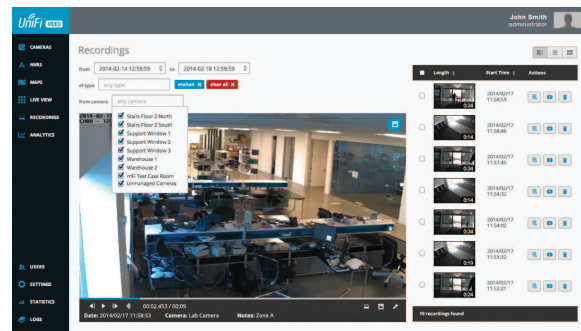 UniFi VIDEO
John Smith
administrator
CAMERAS
NVRS
MAPS
LIVE VIEW
RECORDINGS
ANALYTICS
USERS
SETTINGS
STATISTICS
LOGS
Recordings
from 2014-02-14 12:59:59 to 2014-02-18 12:59:59
of type any type motion X clear all X
from camera any camera
Stairs Floor 2 North
Stairs Floor 2 South
Support Window 1
Support Window 2
Support Window 3
Warehouse 1
Warehouse 2
mFi Test Case Room
Unmanaged Cameras
00:02.453 / 00:09
Date: 2014/02/17 11:58:53 Camera: Lab Camera Notes: Zone A
Length Start Time Actions
0:24 2014/02/17 11:58:53
0:14 2014/02/17 11:58:46
0:24 2014/02/17 11:57:45
0:14 2014/02/17 11:54:32
0:24 2014/02/17 11:54:02
0:19 2014/02/17 11:53:32
0:24 2014/02/17 11:52:21
10 recordings found